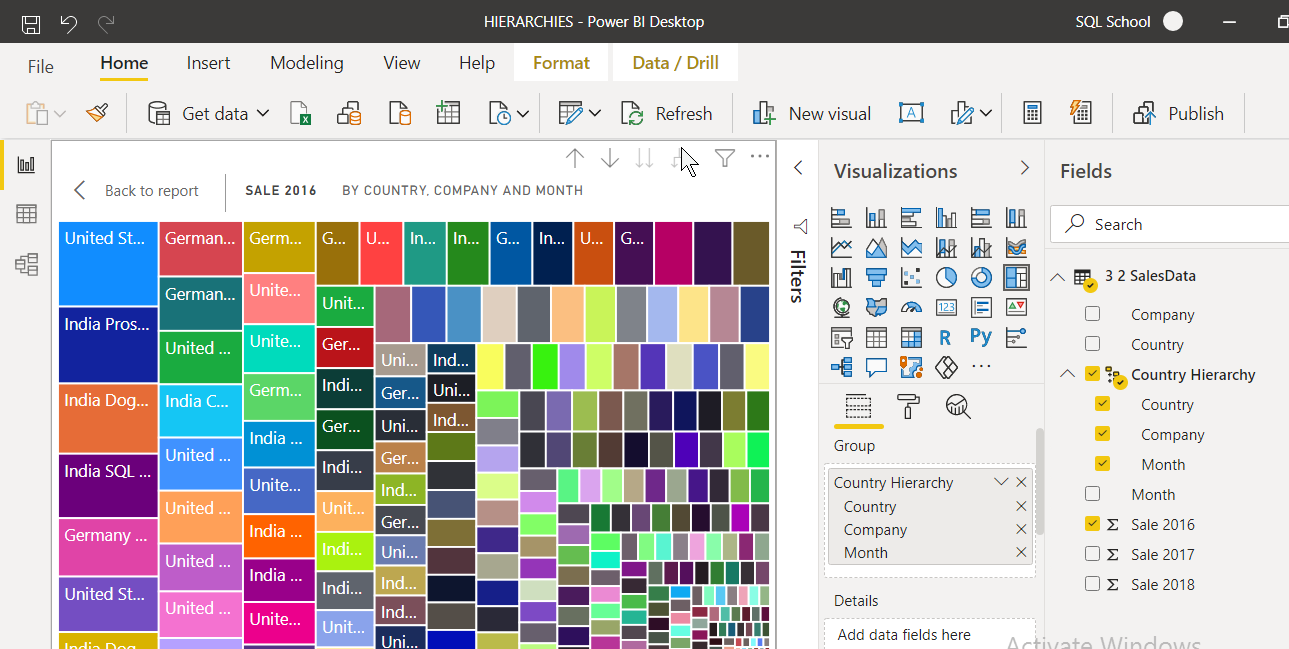 HIERARCHIES - Power BI Desktop
SQL School
File
Home
Insert
Modeling
View
Help
Format
Data / Drill
Get data
Refresh
New visual
Publish
Back to report
SALE 2016
BY COUNTRY, COMPANY AND MONTH
United St...
German...
Germ...
G...
U...
In...
In...
G...
In...
U...
G...
India Pros...
German...
Unite...
Unit...
United ...
Unite...
Ger...
Uni...
Ind...
India Dog...
India C...
Germ...
Indi...
Ger...
Uni...
India SQL ...
United ...
India ...
Ger...
Uni...
Ind...
Unite...
Indi...
Ger...
Germany ...
United ...
India ...
Unit...
Ind...
United ...
Indi...
Ger...
Uni...
United St...
United ...
India ...
Indi...
Ind...
Unite...
Unit...
Ind...
Uni...
India Dog...
Filters
Visualizations
R
Py
123
Group
Country Hierarchy
Country
Company
Month
Details
Add data fields here
Fields
Search
3 2 SalesData
Company
Country
Country Hierarchy
Country
Company
Month
Month
Σ Sale 2016
Σ Sale 2017
Σ Sale 2018
Activate Windows